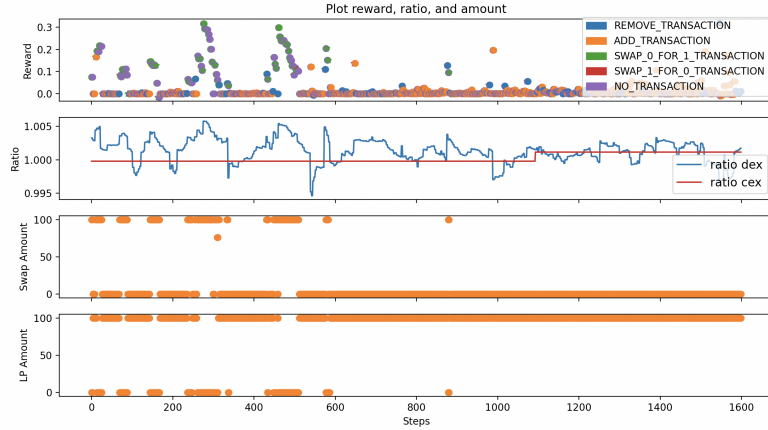 Plot reward, ratio, and amount
Reward
0.3
0.2
0.1
0.0
REMOVE_TRANSACTION
ADD_TRANSACTION
SWAP_0_FOR_1_TRANSACTION
SWAP_1_FOR_0_TRANSACTION
NO_TRANSACTION
Ratio
1.005
1.000
0.995
ratio dex
ratio cex
Swap Amount
100
50
0
LP Amount
100
50
0
0 200 400 600 800 1000 1200 1400 1600
Steps